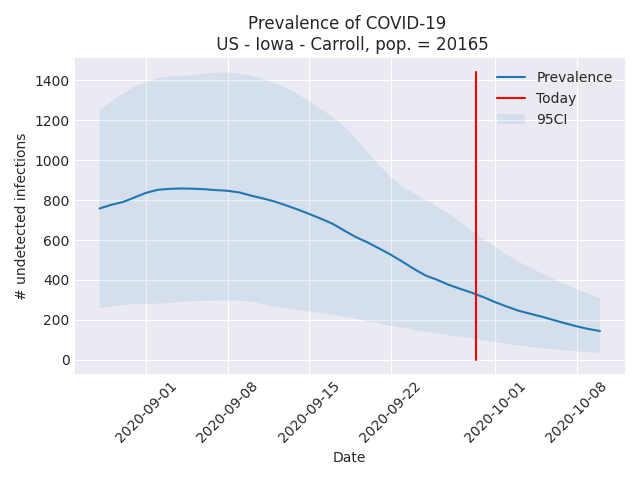 Prevalence of COVID-19
US - Iowa - Carroll, pop. = 20165
Prevalence
Today
95CI
# undetected infections
1400
1200
1000
800
600
400
200
0
2020-09-01
2020-09-08
2020-09-15
2020-09-22
2020-10-01
2020-10-08
Date